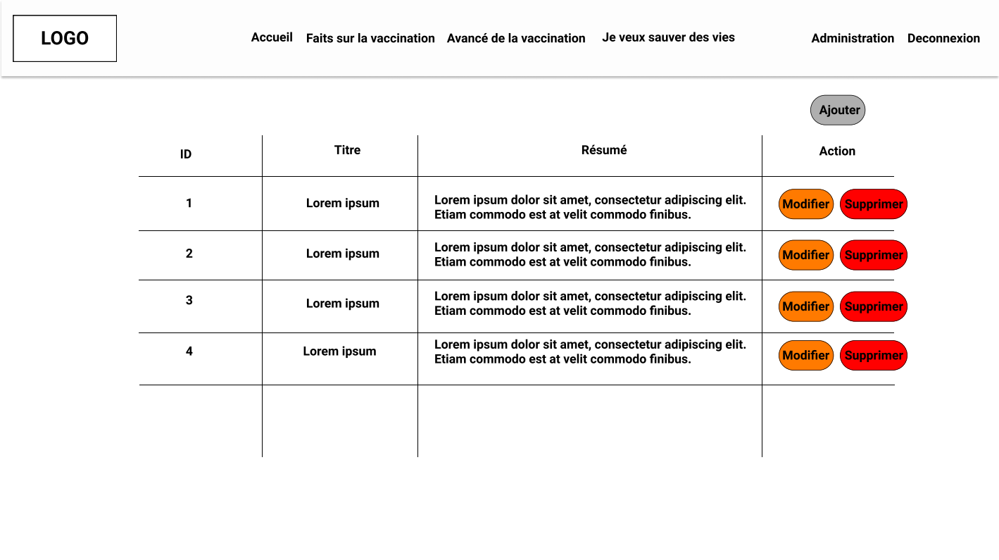 LOGO
Accueil Faits sur la vaccination Avancé de la vaccination Je veux sauver des vies Administration Deconnexion
Ajouter
ID Titre Résumé Action
1 Lorem ipsum Lorem ipsum dolor sit amet, consectetur adipiscing elit. Modifier Supprimer
Etiam commodo est at velit commodo finibus.
2 Lorem ipsum Lorem ipsum dolor sit amet, consectetur adipiscing elit. Modifier Supprimer
Etiam commodo est at velit commodo finibus.
3 Lorem ipsum Lorem ipsum dolor sit amet, consectetur adipiscing elit. Modifier Supprimer
Etiam commodo est at velit commodo finibus.
4 Lorem ipsum Lorem ipsum dolor sit amet, consectetur adipiscing elit. Modifier Supprimer
Etiam commodo est at velit commodo finibus.